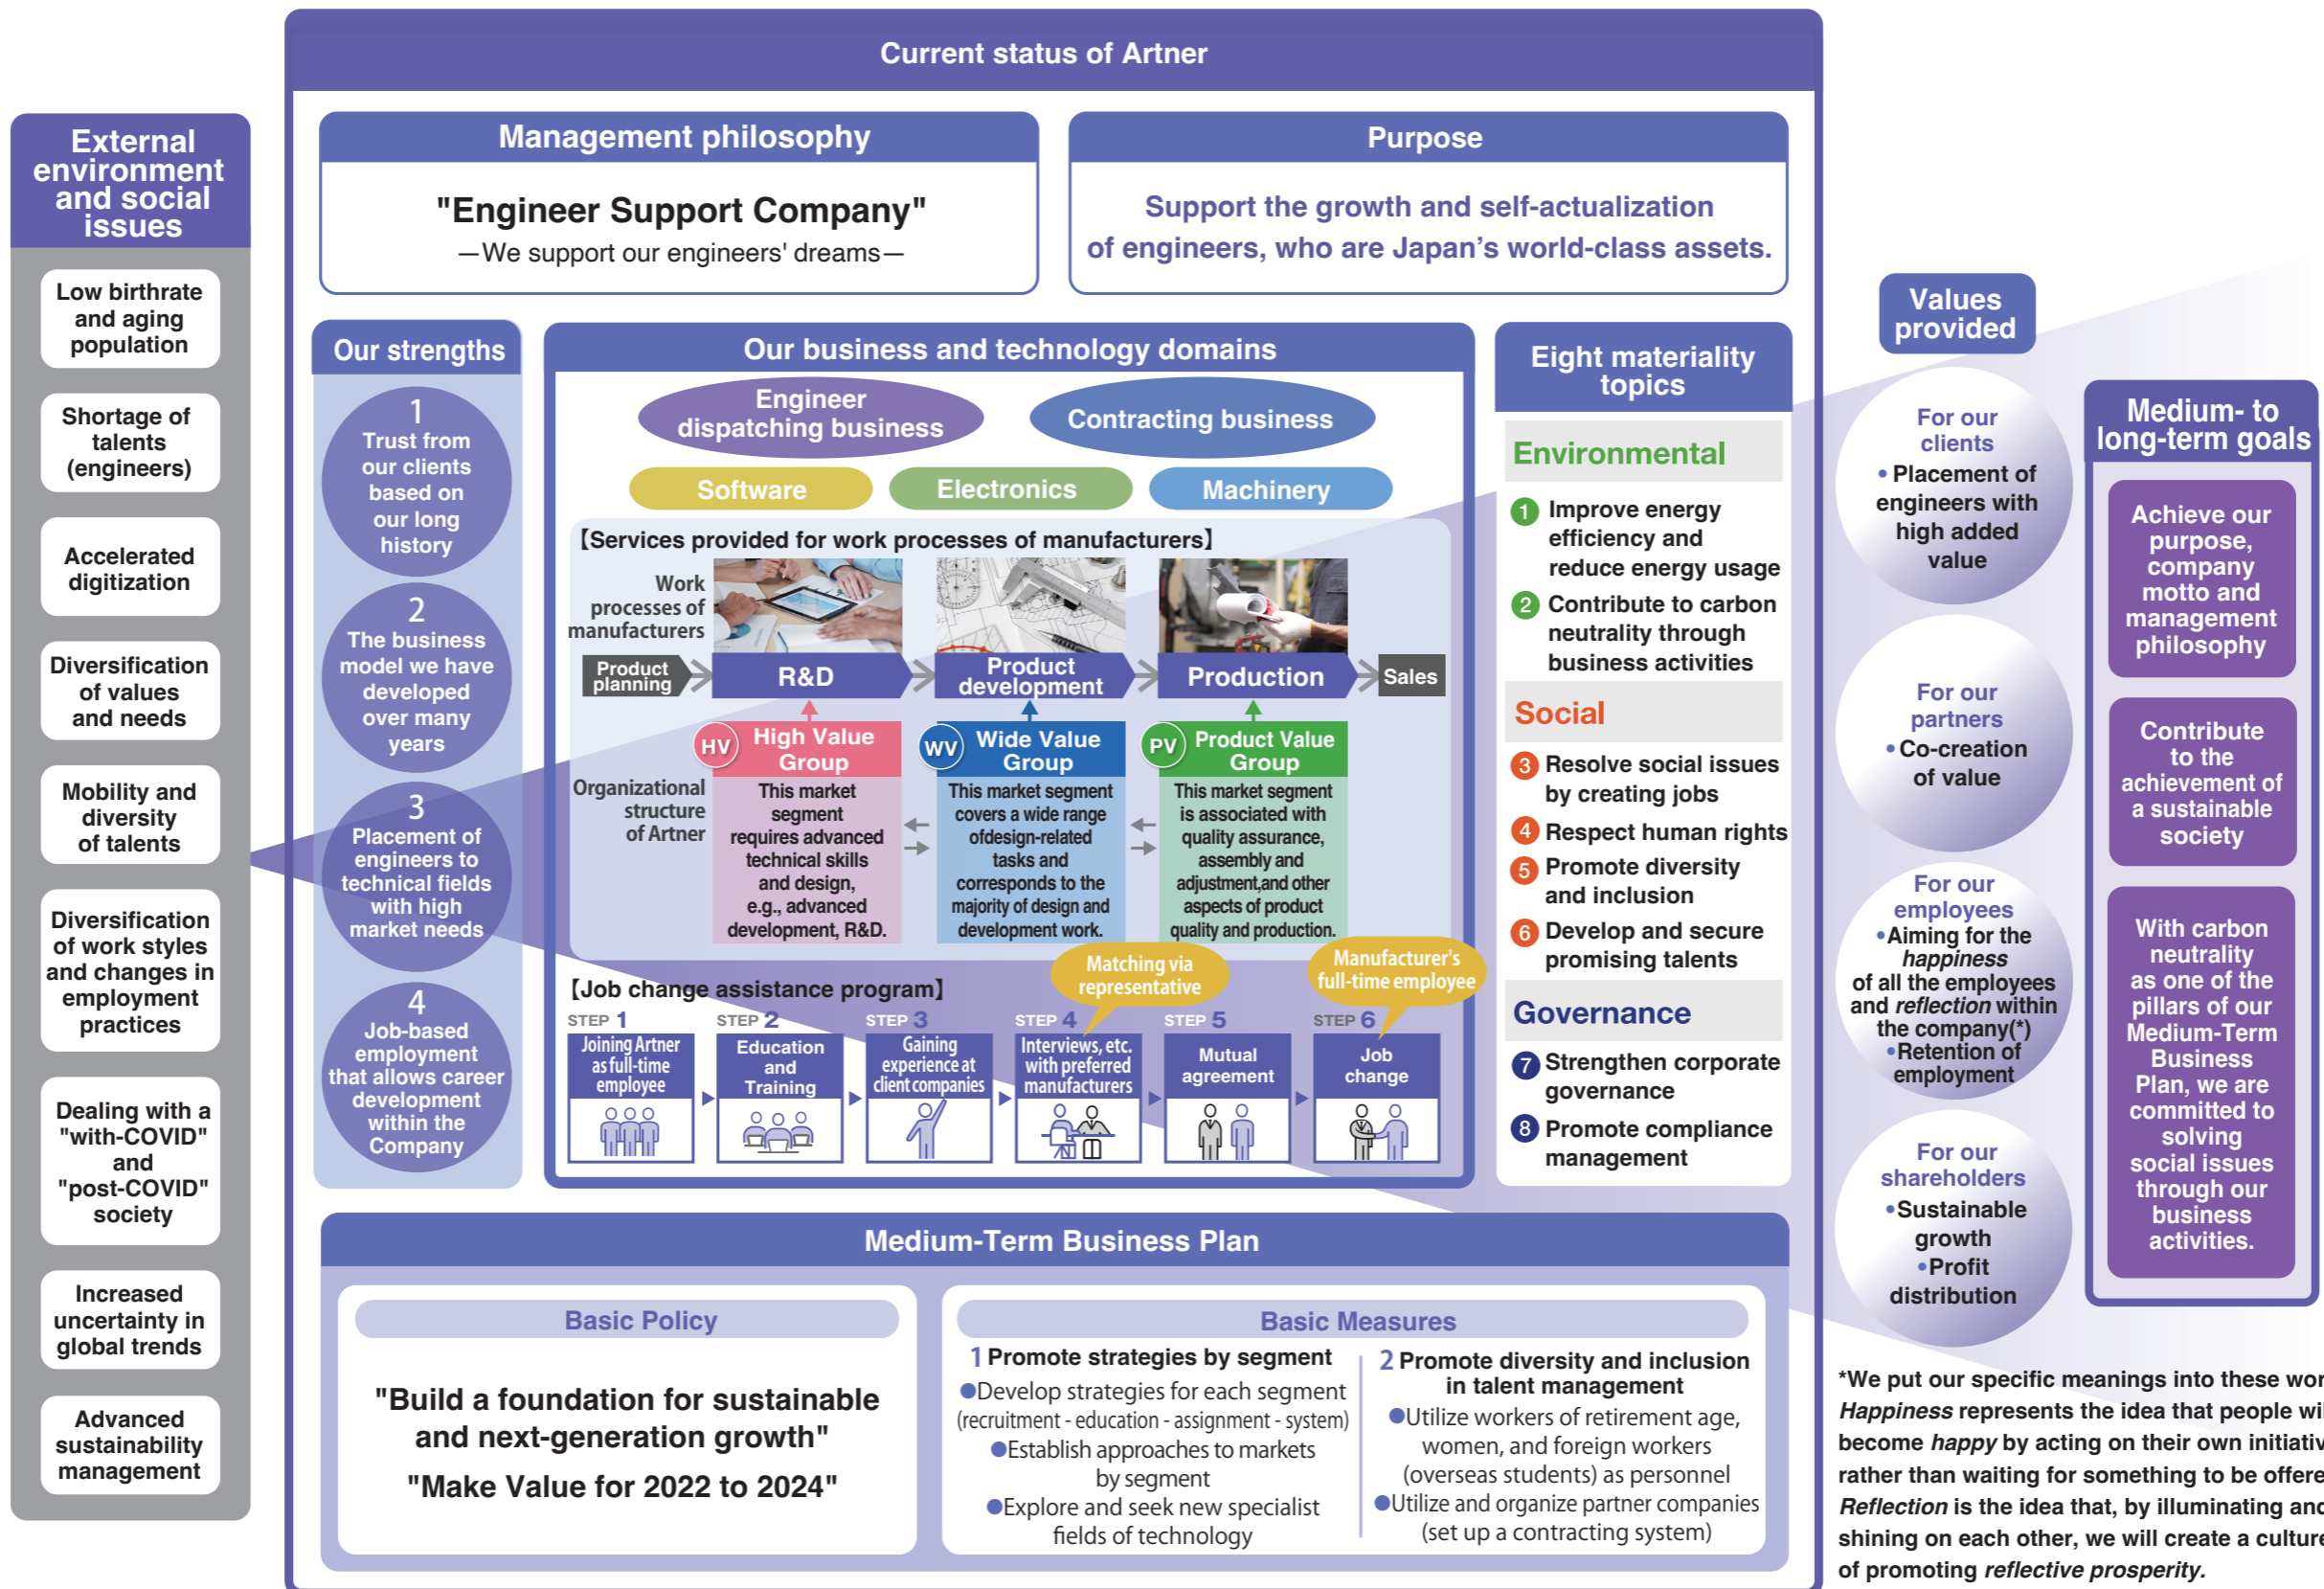 Current status of Artner
External
environment
and social
issues
Low birthrate
and aging
population
Shortage of
talents
(engineers)
Accelerated
digitization
Diversification
of values
and needs
Mobility and
diversity
of talents
Diversification
of work styles
and changes in
employment
practices
Dealing with a
"with-COVID"
and
"post-COVID"
society
Increased
uncertainty in
global trends
Advanced
sustainability
management
Management philosophy
"Engineer Support Company"
—We support our engineers' dreams—
Purpose
Support the growth and self-actualization
of engineers, who are Japan's world-class assets.
Our strengths
1
Trust from
our clients
based on
our long
history
2
The business
model we have
developed
over many
years
3
Placement of
engineers to
technical fields
with high
market needs
4
Job-based
employment
that allows career
development
within the
Company
Our business and technology domains
Engineer
dispatching business
Contracting business
Software
Electronics
Machinery
【Services provided for work processes of manufacturers】
Work
processes of
manufacturers
Product
planning
R&D
Product
development
Production
Sales
Organizational
structure
of Artner
HV
High Value
Group
This market
segment
requires advanced
technical skills
and design,
e.g., advanced
development, R&D.
WV
Wide Value
Group
This market segment
covers a wide range
ofdesign-related
tasks and
corresponds to the
majority of design and
development work.
PV
Product Value
Group
This market segment
is associated with
quality assurance,
assembly and
adjustment,and other
aspects of product
quality and production.
【Job change assistance program】
Matching via
representative
Manufacturer's
full-time employee
STEP 1
Joining Artner
as full-time
employee
STEP 2
Education
and
Training
STEP 3
Gaining
experience at
client companies
STEP 4
Interviews, etc.
with preferred
manufacturers
STEP 5
Mutual
agreement
STEP 6
Job
change
Eight materiality
topics
Environmental
1 Improve energy
efficiency and
reduce energy usage
2 Contribute to carbon
neutrality through
business activities
Social
3 Resolve social issues
by creating jobs
4 Respect human rights
5 Promote diversity
and inclusion
6 Develop and secure
promising talents
Governance
7 Strengthen corporate
governance
8 Promote compliance
management
Medium-Term Business Plan
Basic Policy
"Build a foundation for sustainable
and next-generation growth"
"Make Value for 2022 to 2024"
Basic Measures
1 Promote strategies by segment
●Develop strategies for each segment
(recruitment - education - assignment - system)
●Establish approaches to markets
by segment
●Explore and seek new specialist
fields of technology
2 Promote diversity and inclusion
in talent management
●Utilize workers of retirement age,
women, and foreign workers
(overseas students) as personnel
●Utilize and organize partner companies
(set up a contracting system)
Values
provided
For our
clients
•Placement of
engineers with
high added
value
For our
partners
•Co-creation
of value
For our
employees
•Aiming for the
happiness
of all the employees
and reflection within
the company(*)
•Retention of
employment
For our
shareholders
•Sustainable
growth
•Profit
distribution
Medium- to
long-term goals
Achieve our
purpose,
company
motto and
management
philosophy
Contribute
to the
achievement of
a sustainable
society
With carbon
neutrality
as one of the
pillars of our
Medium-Term
Business
Plan, we are
committed to
solving
social issues
through our
business
activities.
*We put our specific meanings into these
Happiness represents the idea that people
become happy by acting on their own
rather than waiting for something to be
Reflection is the idea that, by illuminating
shining on each other, we will create a culture
of promoting reflective prosperity.